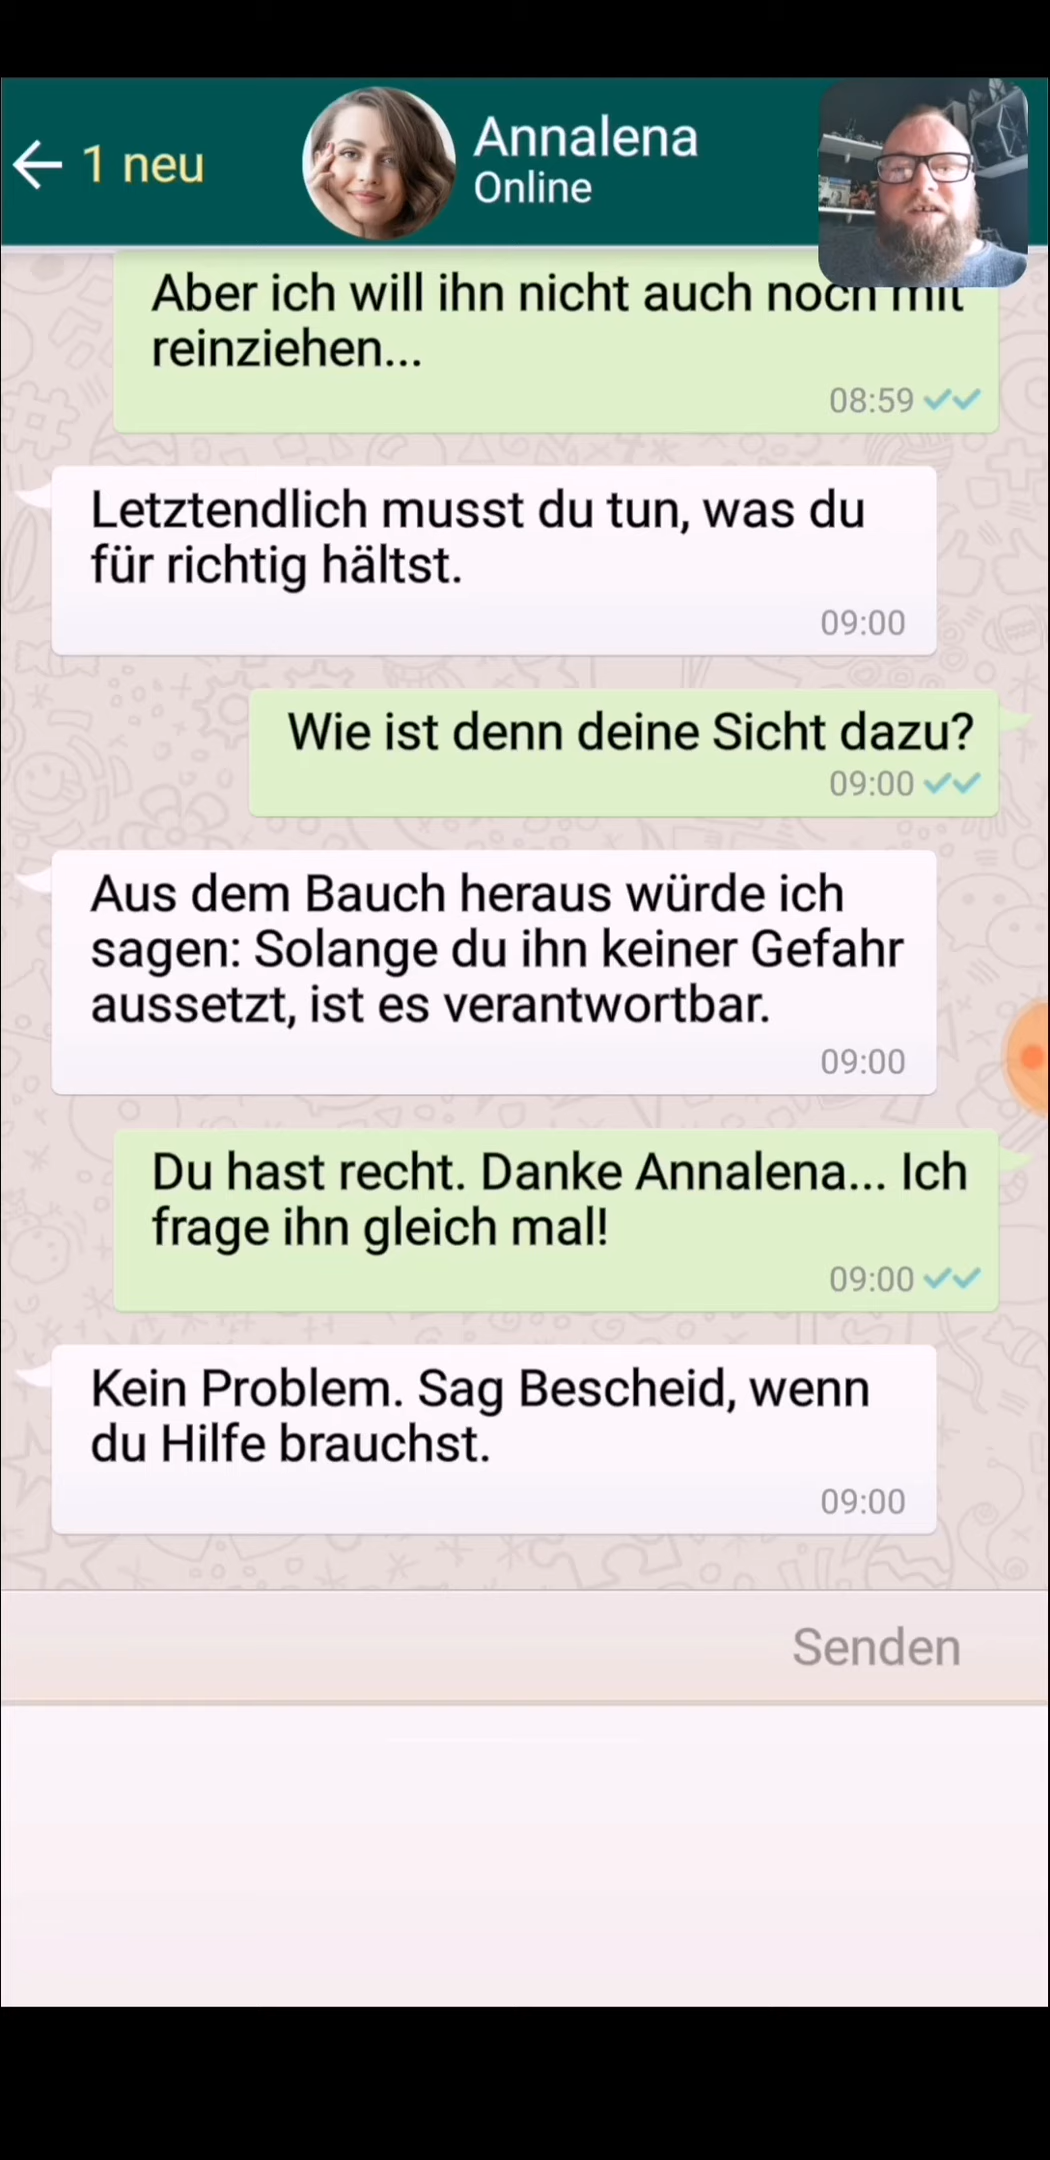 1 neu
Annalena
Online
Aber ich will ihn nicht auch noch mit
reinziehen...
08:59
Letztendlich musst du tun, was du
für richtig hältst.
09:00
Wie ist denn deine Sicht dazu?
09:00
Aus dem Bauch heraus würde ich
sagen: Solange du ihn keiner Gefahr
aussetzt, ist es verantwortbar.
09:00
Du hast recht. Danke Annalena... Ich
frage ihn gleich mal!
09:00
Kein Problem. Sag Bescheid, wenn
du Hilfe brauchst.
09:00
Senden